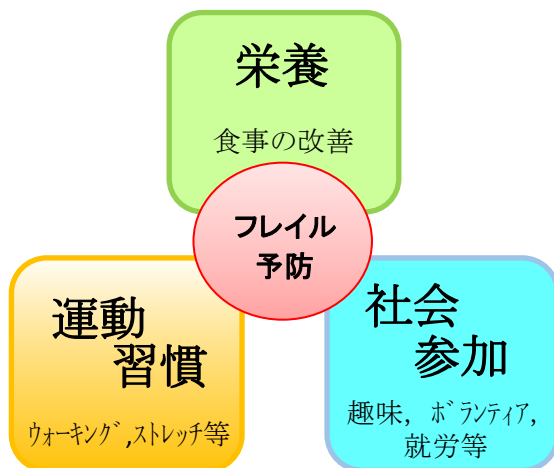 栄養
食事の改善
フレイル
予防
運動
習慣
ｳｫｰｷﾝｸﾞ,ｽﾄﾚｯﾁ等
社会
参加
趣味，ﾎﾞﾗﾝﾃｨｱ,
就労等